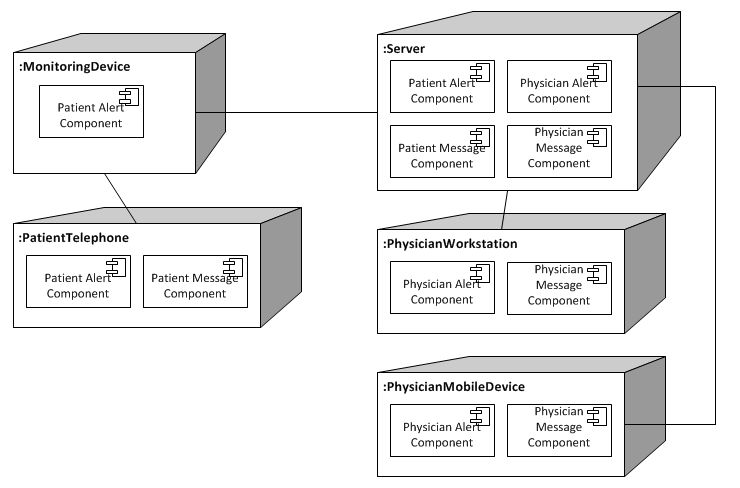 :MonitoringDevice
Patient Alert
Component
:Server
Patient Alert
Component
Physician Alert
Component
Patient Message
Component
Physician
Message
Component
:PatientTelephone
Patient Alert
Component
Patient Message
Component
:PhysicianWorkstation
Physician Alert
Component
Physician
Message
Component
:PhysicianMobileDevice
Physician Alert
Component
Physician
Message
Component